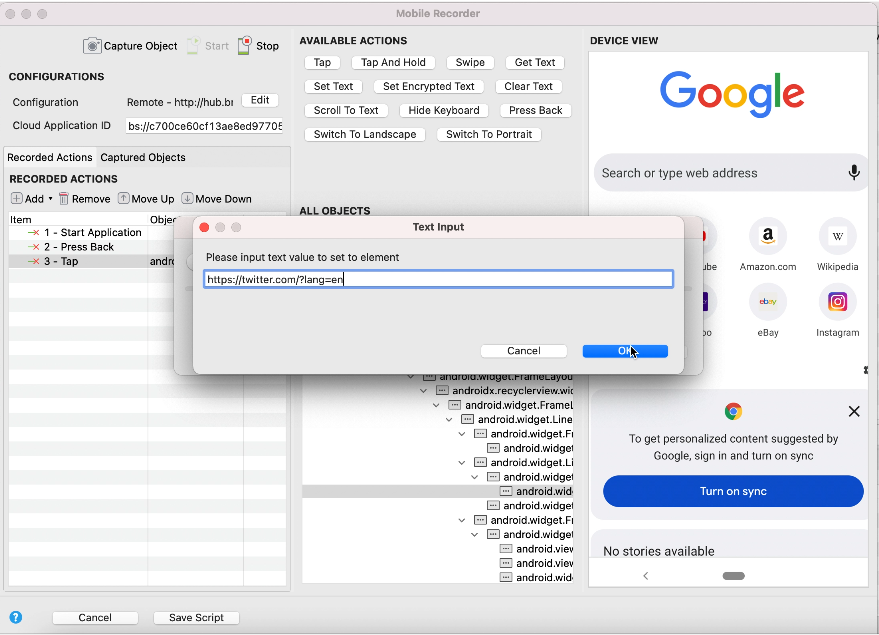 Mobile Recorder
Capture Object Start Stop
CONFIGURATIONS
Configuration Remote - http://hub.br Edit
Cloud Application ID bs://c700ce60cf13ae8ed97705
Recorded Actions Captured Objects
RECORDED ACTIONS
Add Remove Move Up Move Down
Item Objec
1 - Start Application
2 - Press Back
3 - Tap andro
AVAILABLE ACTIONS
Tap Tap And Hold Swipe Get Text
Set Text Set Encrypted Text Clear Text
Scroll To Text Hide Keyboard Press Back
Switch To Landscape Switch To Portrait
ALL OBJECTS
Text Input
Please input text value to set to element
https://twitter.com/?lang=en
Cancel OK
android.widget.FrameLayou
androidx.recyclerview.wid
android.widget.FrameL
android.widget.Line
android.widget.Fr
android.widget
android.widget.Li
android.widget
android.wid
android.widget
android.widget.Fr
android.widget
android.view
android.view
android.wid
DEVICE VIEW
Google
Search or type web address
ube Amazon.com Wikipedia
W
oo eBay Instagram
ebay
To get personalized content suggested by
Google, sign in and turn on sync
Turn on sync
No stories available
? Cancel Save Script